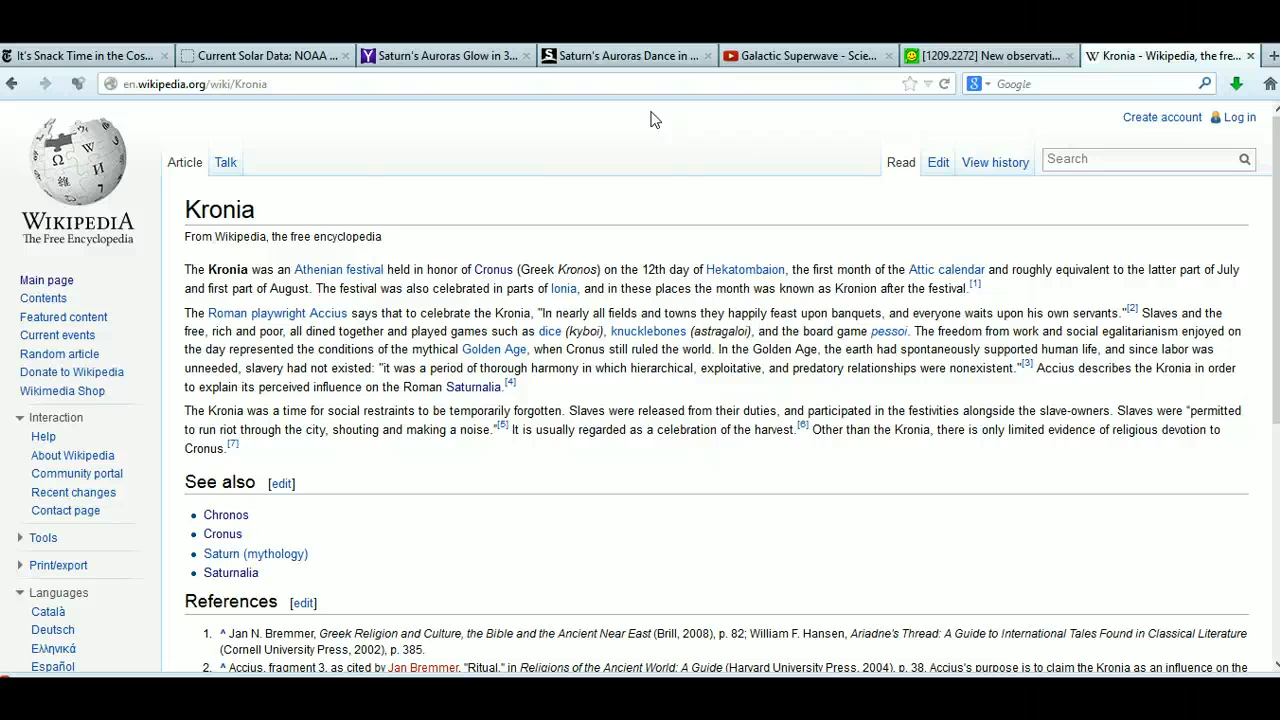 It's Snack Time in the Cos... Current Solar Data: NOAA ... Saturn's Auroras Glow in 3... Saturn's Auroras Dance in ... Galactic Superwave - Scie... [1209.2272] New observati... Kronia - Wikipedia, the fre...
en.wikipedia.org/wiki/Kronia Google
Create account Log in
Article Talk Read Edit View history Search
WIKIPEDIA
The Free Encyclopedia
Main page
Contents
Featured content
Current events
Random article
Donate to Wikipedia
Wikimedia Shop
Interaction
Help
About Wikipedia
Community portal
Recent changes
Contact page
Tools
Print/export
Languages
Català
Deutsch
Ελληνικά
Español
Kronia
From Wikipedia, the free encyclopedia
The Kronia was an Athenian festival held in honor of Cronus (Greek Kronos) on the 12th day of Hekatombaion, the first month of the Attic calendar and roughly equivalent to the latter part of July
and first part of August. The festival was also celebrated in parts of Ionia, and in these places the month was known as Kronion after the festival.[1]
The Roman playwright Accius says that to celebrate the Kronia, "In nearly all fields and towns they happily feast upon banquets, and everyone waits upon his own servants."[2] Slaves and the
free, rich and poor, all dined together and played games such as dice (kyboi), knucklebones (astragaloi), and the board game pessoi. The freedom from work and social egalitarianism enjoyed on
the day represented the conditions of the mythical Golden Age, when Cronus still ruled the world. In the Golden Age, the earth had spontaneously supported human life, and since labor was
unneeded, slavery had not existed: "it was a period of thorough harmony in which hierarchical, exploitative, and predatory relationships were nonexistent."[3] Accius describes the Kronia in order
to explain its perceived influence on the Roman Saturnalia.[4]
The Kronia was a time for social restraints to be temporarily forgotten. Slaves were released from their duties, and participated in the festivities alongside the slave-owners. Slaves were "permitted
to run riot through the city, shouting and making a noise."[5] It is usually regarded as a celebration of the harvest.[6] Other than the Kronia, there is only limited evidence of religious devotion to
Cronus.[7]
See also [edit]
Chronos
Cronus
Saturn (mythology)
Saturnalia
References [edit]
1. ^ Jan N. Bremmer, Greek Religion and Culture, the Bible and the Ancient Near East (Brill, 2008), p. 82; William F. Hansen, Ariadne's Thread: A Guide to International Tales Found in Classical Literature
(Cornell University Press, 2002), p. 385.
2. ^ Accius, fragment 3, as cited by Jan Bremmer, "Ritual," in Religions of the Ancient World: A Guide (Harvard University Press, 2004), p. 38. Accius's purpose is to claim the Kronia as an influence on the